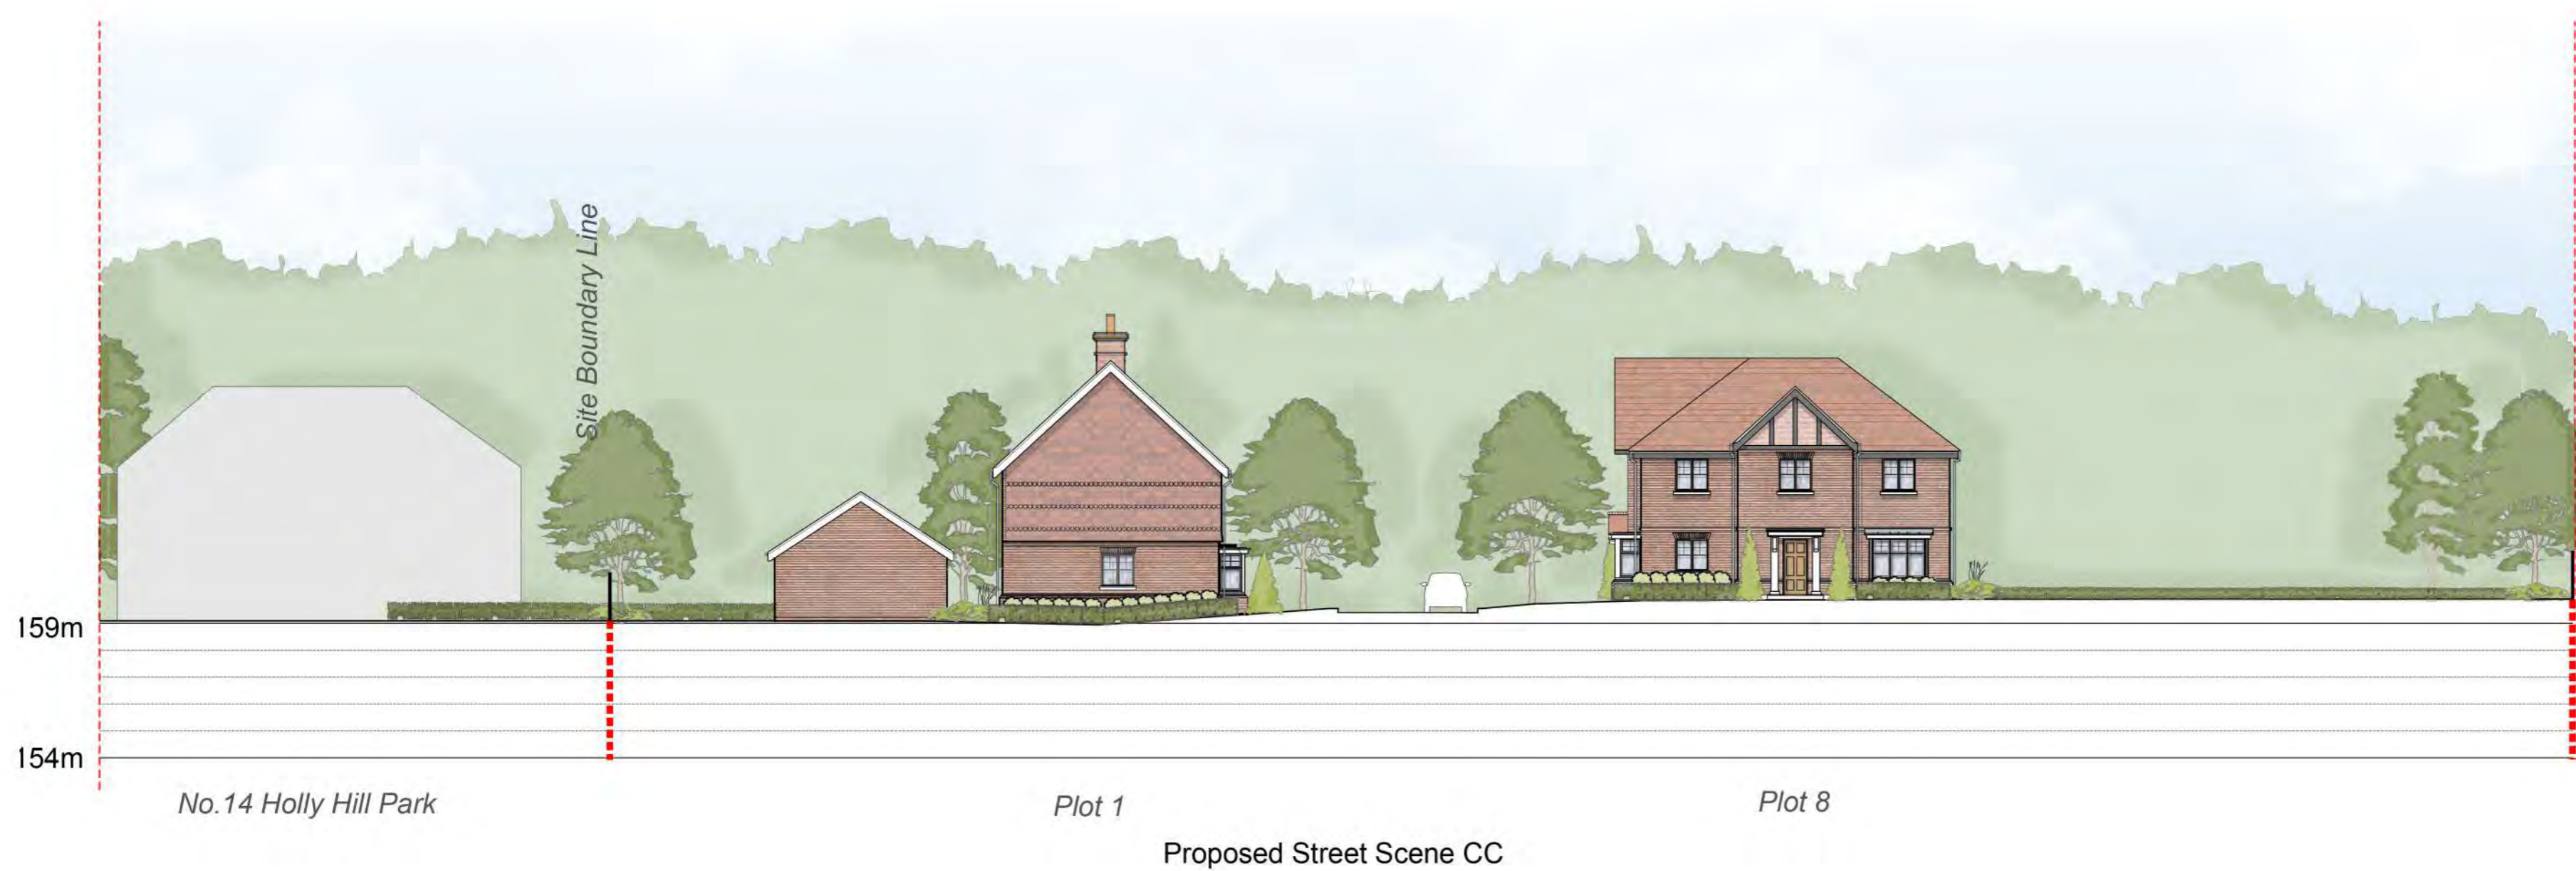 Site Boundary Line
159m
154m
No.14 Holly Hill Park
Plot 1
Plot 8
Proposed Street Scene CC